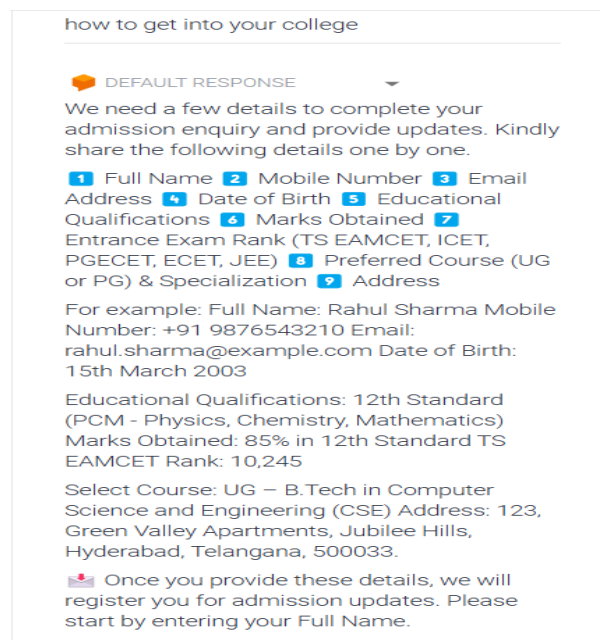 how to get into your college
DEFAULT RESPONSE
We need a few details to complete your
admission enquiry and provide updates. Kindly
share the following details one by one.
1 Full Name 2 Mobile Number 3 Email
Address 4 Date of Birth 5 Educational
Qualifications 6 Marks Obtained 7
Entrance Exam Rank (TS EAMCET, ICET,
PGECET, ECET, JEE) 8 Preferred Course (UG
or PG) & Specialization 9 Address
For example: Full Name: Rahul Sharma Mobile
Number: +91 9876543210 Email:
rahul.sharma@example.com Date of Birth:
15th March 2003
Educational Qualifications: 12th Standard
(PCM - Physics, Chemistry, Mathematics)
Marks Obtained: 85% in 12th Standard TS
EAMCET Rank: 10,245
Select Course: UG – B.Tech in Computer
Science and Engineering (CSE) Address: 123,
Green Valley Apartments, Jubilee Hills,
Hyderabad, Telangana, 500033.
Once you provide these details, we will
register you for admission updates. Please
start by entering your Full Name.